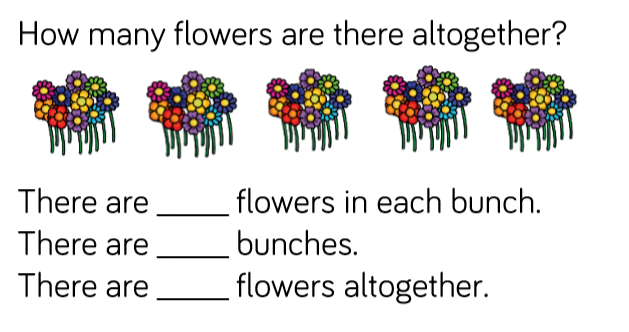 How many flowers are there altogether?
There are _____ flowers in each bunch.
There are _____ bunches.
There are _____ flowers altogether.